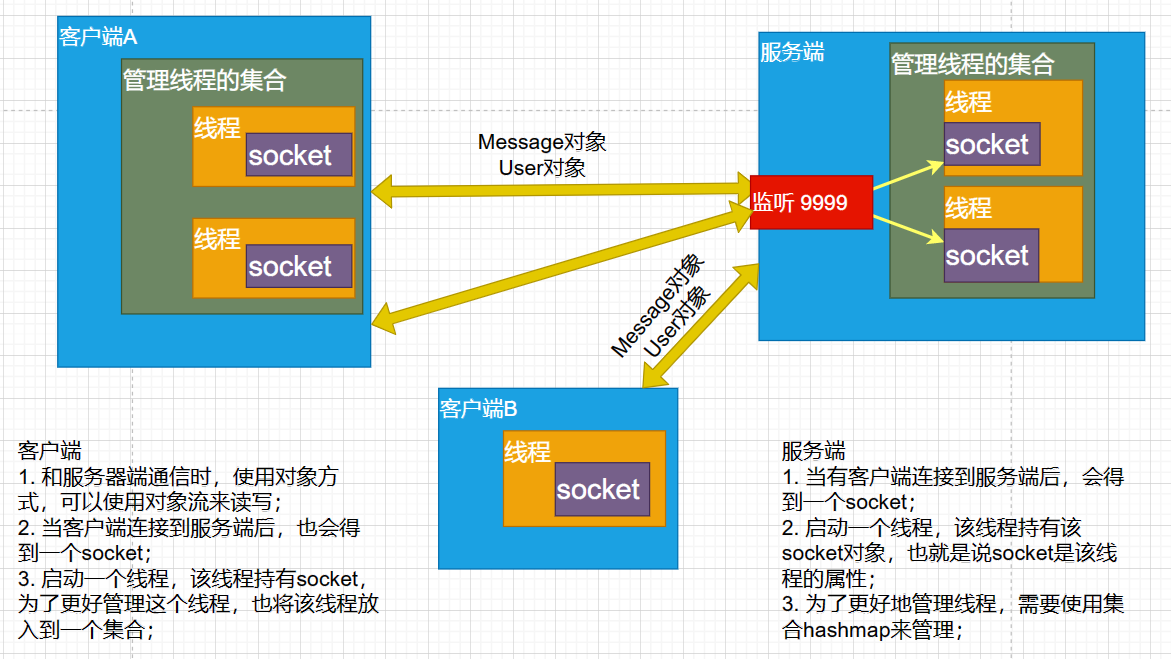 客户端A
管理线程的集合
线程
socket
线程
socket
Message对象
User对象
服务端
管理线程的集合
线程
socket
监听 9999
线程
socket
Message对象
User对象
客户端B
线程
socket
客户端
1. 和服务器端通信时，使用对象方
式，可以使用对象流来读写；
2. 当客户端连接到服务端后，也会得
到一个socket；
3. 启动一个线程，该线程持有socket，
为了更好管理这个线程，也将该线程放
入到一个集合；
服务端
1. 当有客户端连接到服务端后，会得
到一个socket；
2. 启动一个线程，该线程持有该
socket对象，也就是说socket是该线
程的属性；
3. 为了更好地管理线程，需要使用集
合hashmap来管理；